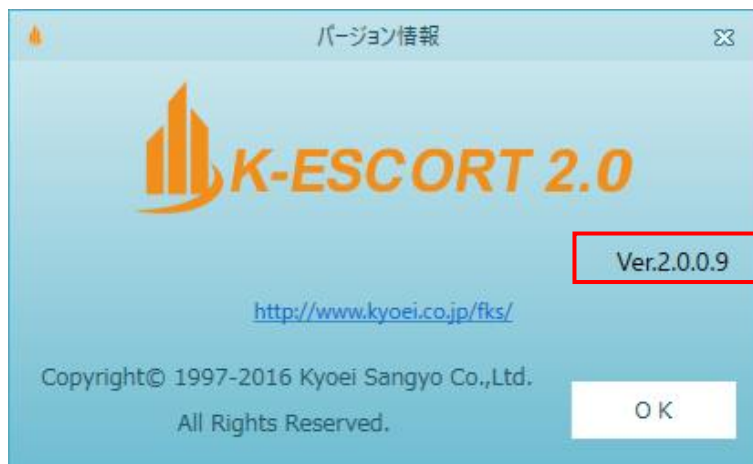 バージョン情報
K-ESCORT 2.0
Ver.2.0.0.9
http://www.kyoei.co.jp/fks/
Copyright© 1997-2016 Kyoei Sangyo Co.,Ltd.
All Rights Reserved.
OK